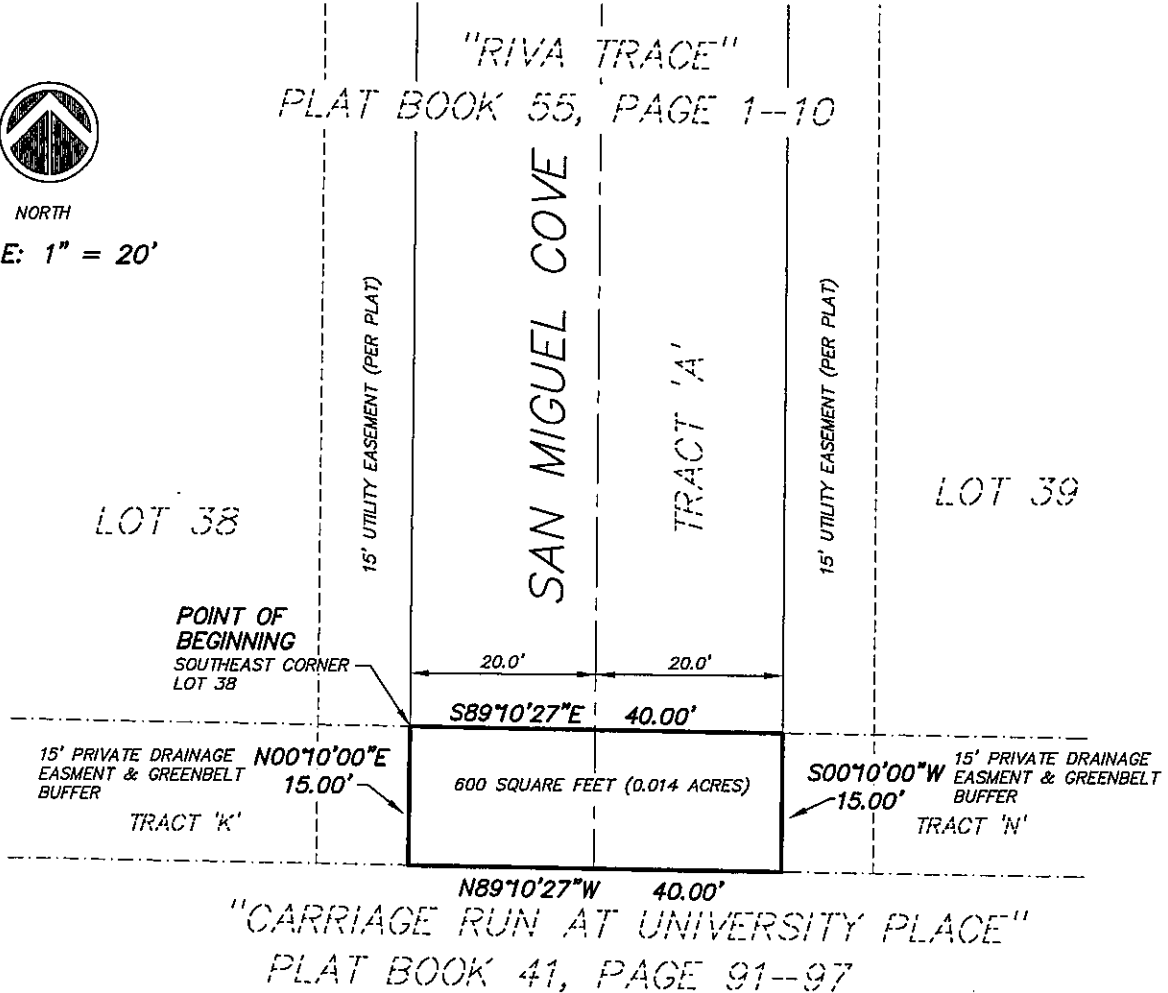 "RIVA TRACE"
PLAT BOOK 55, PAGE 1--10
NORTH
E: 1" = 20'
SAN MIGUEL COVE
TRACT 'A'
15' UTILITY EASEMENT (PER PLAT)
15' UTILITY EASEMENT (PER PLAT)
LOT 38
LOT 39
POINT OF
BEGINNING
SOUTHEAST CORNER
LOT 38
20.0'
20.0'
S89°10'27"E 40.00'
15' PRIVATE DRAINAGE
EASMENT & GREENBELT
BUFFER
TRACT 'K'
N00°10'00"E
15.00'
600 SQUARE FEET (0.014 ACRES)
S00°10'00"W
15.00'
15' PRIVATE DRAINAGE
EASMENT & GREENBELT
BUFFER
TRACT 'N'
N89°10'27"W 40.00'
"CARRIAGE RUN AT UNIVERSITY PLACE"
PLAT BOOK 41, PAGE 91--97